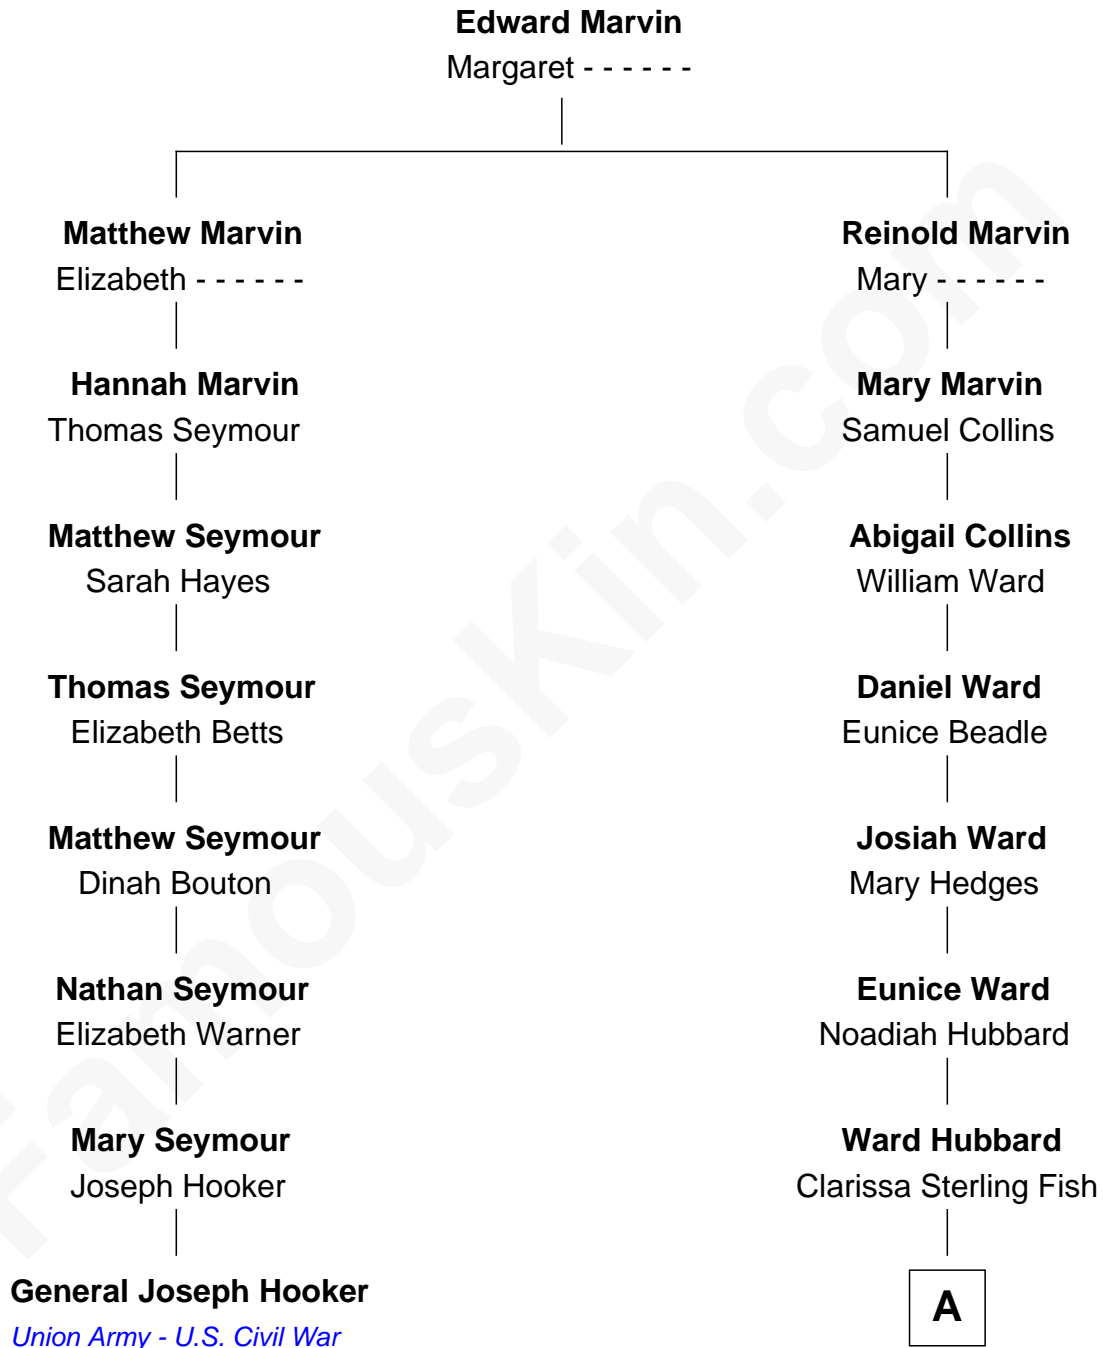 Edward Marvin
Margaret - - - - - -
Matthew Marvin
Elizabeth - - - - - -
Reinold Marvin
Mary - - - - - -
Hannah Marvin
Thomas Seymour
Mary Marvin
Samuel Collins
Matthew Seymour
Sarah Hayes
Abigail Collins
William Ward
Thomas Seymour
Elizabeth Betts
Daniel Ward
Eunice Beadle
Matthew Seymour
Dinah Bouton
Josiah Ward
Mary Hedges
Nathan Seymour
Elizabeth Warner
Eunice Ward
Noadiah Hubbard
Mary Seymour
Joseph Hooker
Ward Hubbard
Clarissa Sterling Fish
General Joseph Hooker
Union Army - U.S. Civil War
A
FamousKin.com